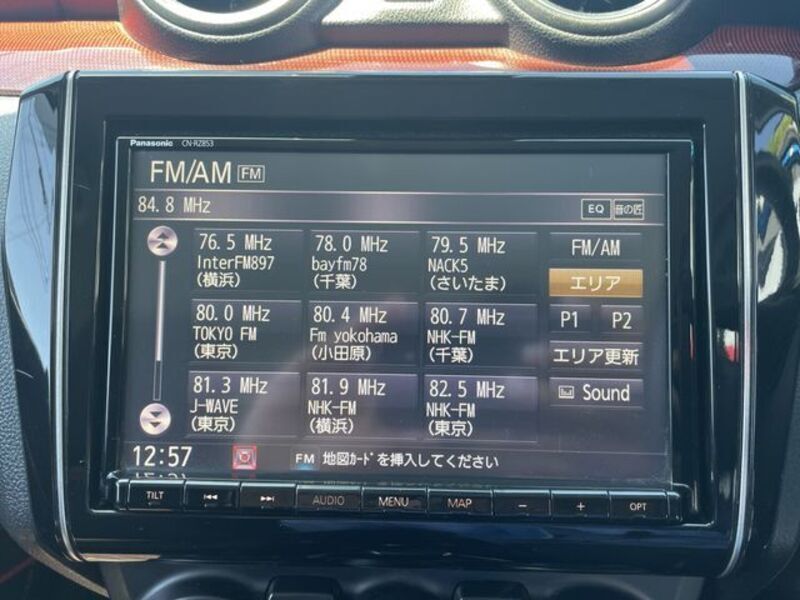 Panasonic CN-RZ853
FM/AM FM
84.8 MHz EQ 音の匠
76.5 MHz
InterFM897
(横浜)
78.0 MHz
bayfm78
(千葉)
79.5 MHz
NACK5
(さいたま)
80.0 MHz
TOKYO FM
(東京)
80.4 MHz
Fm yokohama
(小田原)
80.7 MHz
NHK-FM
(千葉)
81.3 MHz
J-WAVE
(東京)
81.9 MHz
NHK-FM
(横浜)
82.5 MHz
NHK-FM
(東京)
FM/AM
エリア
P1 P2
エリア更新
Sound
12:57 FM 地図ｶｰﾄﾞを挿入してください
TILT AUDIO MENU MAP − + OPT